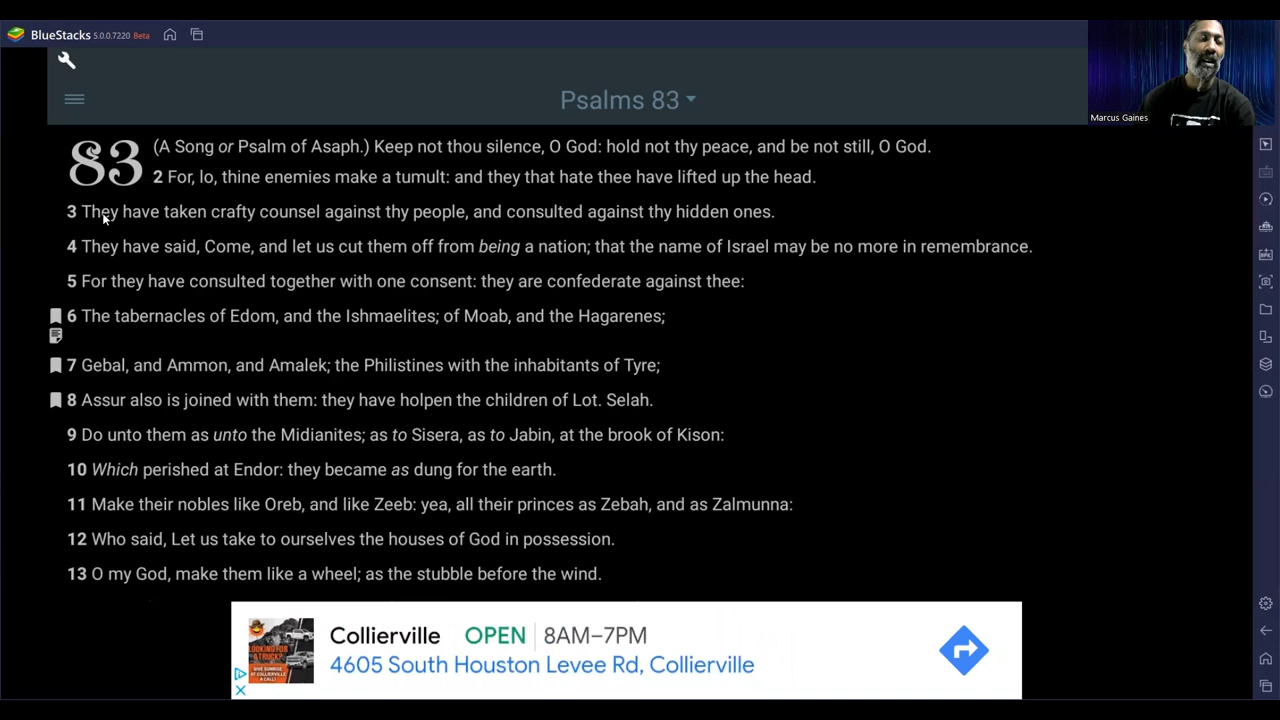 BlueStacks 5.0.0.7220 Beta
Psalms 83
Marcus Gaines
83 (A Song or Psalm of Asaph.) Keep not thou silence, O God: hold not thy peace, and be not still, O God.
2 For, lo, thine enemies make a tumult: and they that hate thee have lifted up the head.
3 They have taken crafty counsel against thy people, and consulted against thy hidden ones.
4 They have said, Come, and let us cut them off from being a nation; that the name of Israel may be no more in remembrance.
5 For they have consulted together with one consent: they are confederate against thee:
6 The tabernacles of Edom, and the Ishmaelites; of Moab, and the Hagarenes;
7 Gebal, and Ammon, and Amalek; the Philistines with the inhabitants of Tyre;
8 Assur also is joined with them: they have holpen the children of Lot. Selah.
9 Do unto them as unto the Midianites; as to Sisera, as to Jabin, at the brook of Kison:
10 Which perished at Endor: they became as dung for the earth.
11 Make their nobles like Oreb, and like Zeeb: yea, all their princes as Zebah, and as Zalmunna:
12 Who said, Let us take to ourselves the houses of God in possession.
13 O my God, make them like a wheel; as the stubble before the wind.
LOOKING FOR
A TRUCK?
GIVE SUNRISE
AT COLLIERVILLE
A CALL!
Collierville OPEN 8AM–7PM
4605 South Houston Levee Rd, Collierville